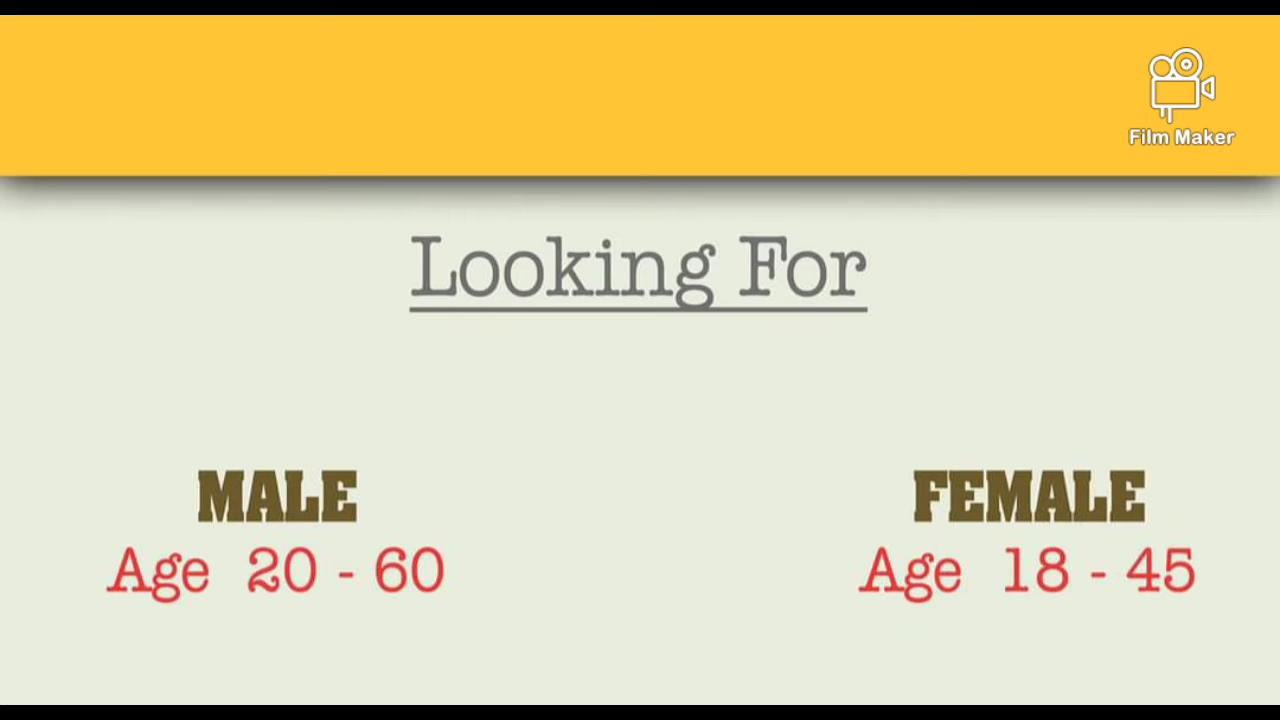 Film Maker
Looking For
MALE
Age 20 - 60
FEMALE
Age 18 - 45